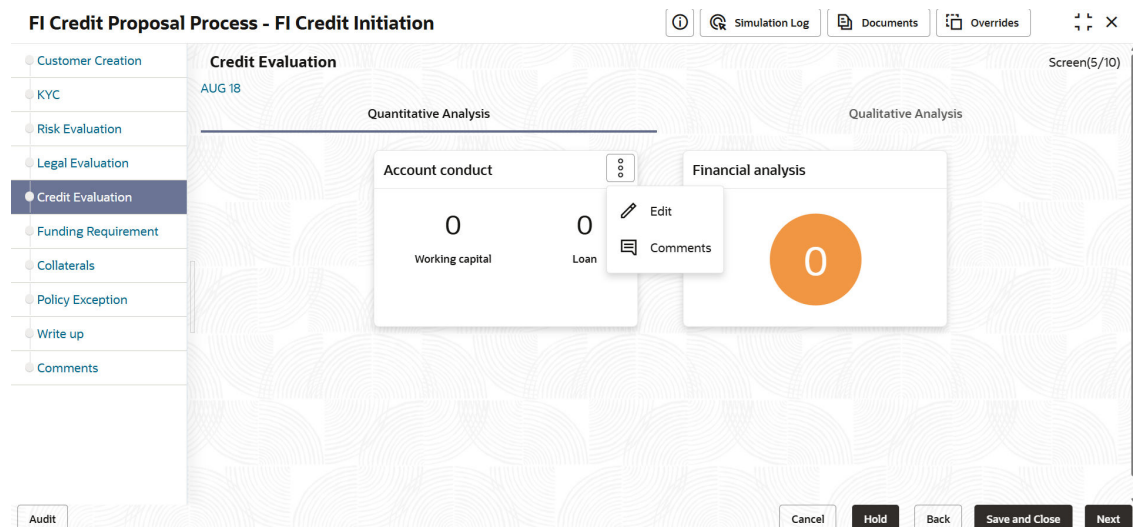 FI Credit Proposal Process - FI Credit Initiation
Simulation Log
Documents
Overrides
Customer Creation
KYC
Risk Evaluation
Legal Evaluation
Credit Evaluation
Funding Requirement
Collaterals
Policy Exception
Write up
Comments
Credit Evaluation
Screen(5/10)
AUG 18
Quantitative Analysis
Qualitative Analysis
Account conduct
0
Working capital
0
Loan
Edit
Comments
Financial analysis
0
Audit
Cancel
Hold
Back
Save and Close
Next